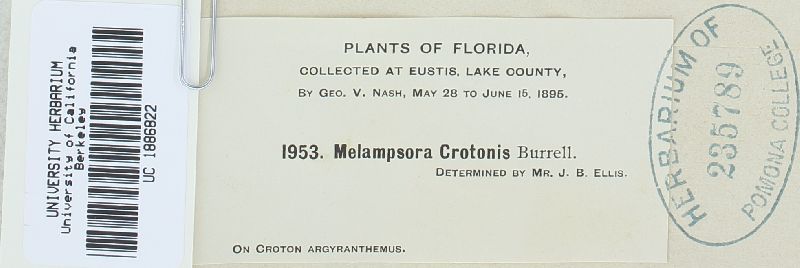 UNIVERSITY HERBARIUM
University of California
Berkeley
UC 1886822
PLANTS OF FLORIDA,
COLLECTED AT EUSTIS, LAKE COUNTY,
BY GEO. V. NASH, MAY 28 TO JUNE 15, 1895.
1953. Melampsora Crotonis Burrell.
DETERMINED BY MR. J. B. ELLIS.
ON CROTON ARGYRANTHEMUS.
HERBARIUM OF
235789
POMONA COLLEGE